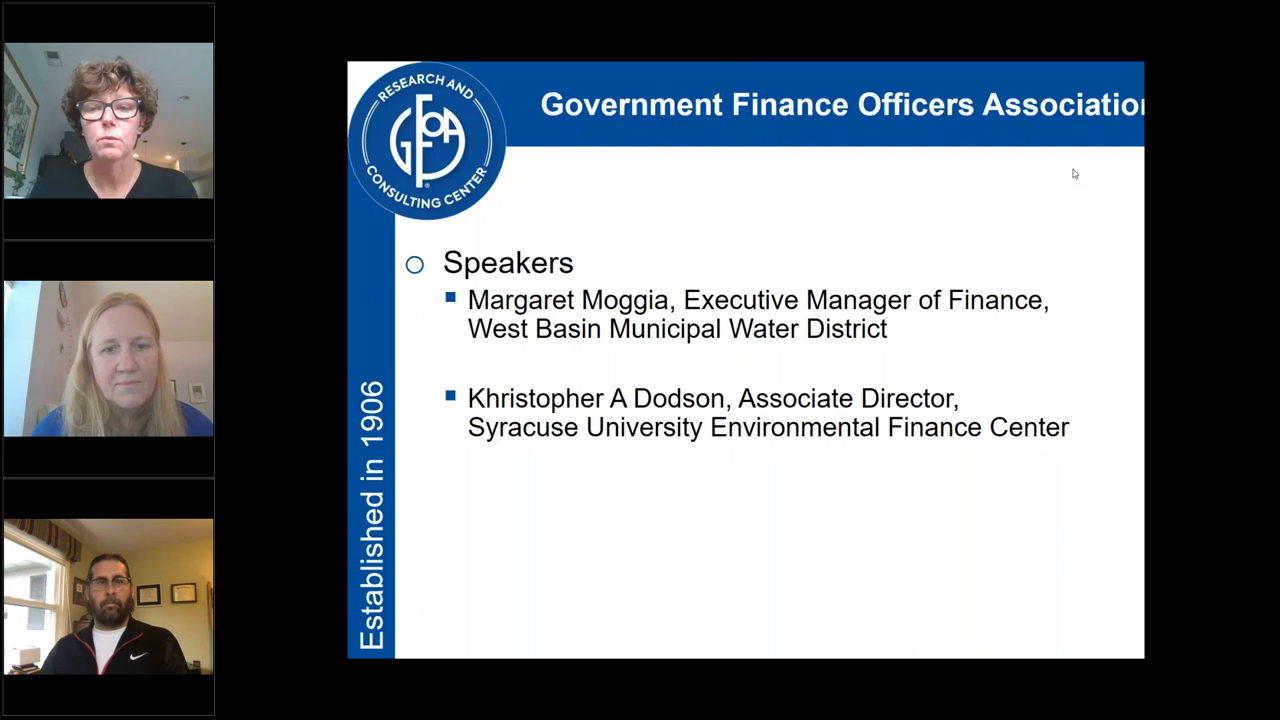 RESEARCH AND
GFOA
CONSULTING CENTER
Government Finance Officers Association
Speakers
Margaret Moggia, Executive Manager of Finance,
West Basin Municipal Water District
Khristopher A Dodson, Associate Director,
Syracuse University Environmental Finance Center
Established in 1906